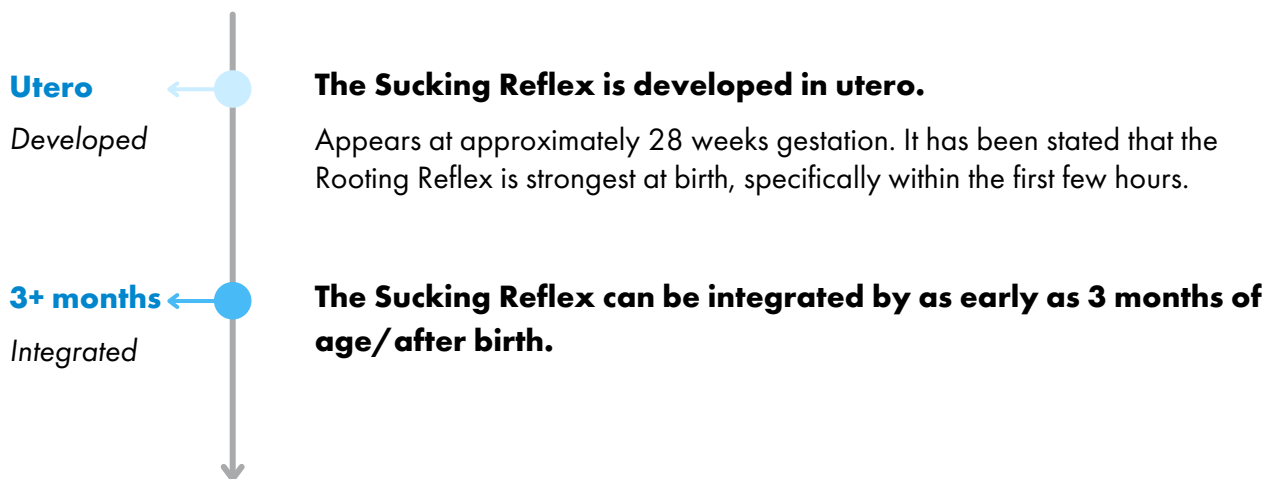 Utero
Developed
The Sucking Reflex is developed in utero.
Appears at approximately 28 weeks gestation. It has been stated that the
Rooting Reflex is strongest at birth, specifically within the first few hours.
3+ months
Integrated
The Sucking Reflex can be integrated by as early as 3 months of
age/after birth.